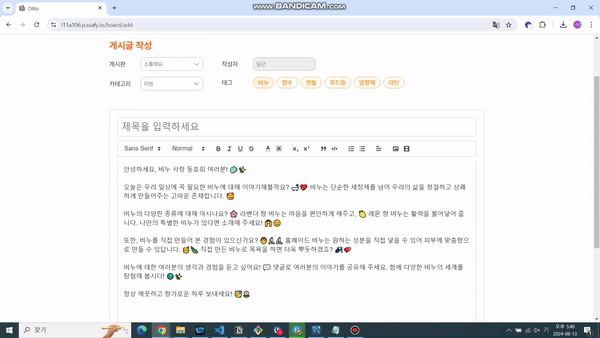 www.BANDICAM.com
Ditto
i11a106.p.ssafy.io/board/add
게시글 작성
게시판 소통해요 작성자 담곤
카테고리 리빙 태그 비누 향수 캔들 무드등 방향제 라탄
제목을 입력하세요
Sans Serif Normal B I U S A A x₂ x² ” </>
안녕하세요, 비누 사랑 동호회 여러분! 🧼✨
오늘은 우리 일상에 꼭 필요한 비누에 대해 이야기해볼까요? 🛁❤️ 비누는 단순한 세정제를 넘어 우리의 삶을 청결하고 상쾌
하게 만들어주는 고마운 존재랍니다.
비누의 다양한 종류에 대해 아시나요? 🌸 라벤더 향 비누는 마음을 편안하게 해주고, 🍋 레몬 향 비누는 활력을 불어넣어 줍
니다. 나만의 특별한 비누가 있다면 소개해 주세요!
또한, 비누를 직접 만들어 본 경험이 있으신가요? 홈메이드 비누는 원하는 성분을 직접 넣을 수 있어 피부에 맞춤형으
로 만들 수 있답니다. 직접 만든 비누로 목욕을 하면 더욱 뿌듯하겠죠?
비누에 대한 여러분의 생각과 경험을 듣고 싶어요! 💬 댓글로 여러분의 이야기를 공유해 주세요. 함께 다양한 비누의 세계를
탐험해 봅시다!
항상 깨끗하고 향기로운 하루 보내세요!
찾기
오후 5:40
2024-08-13